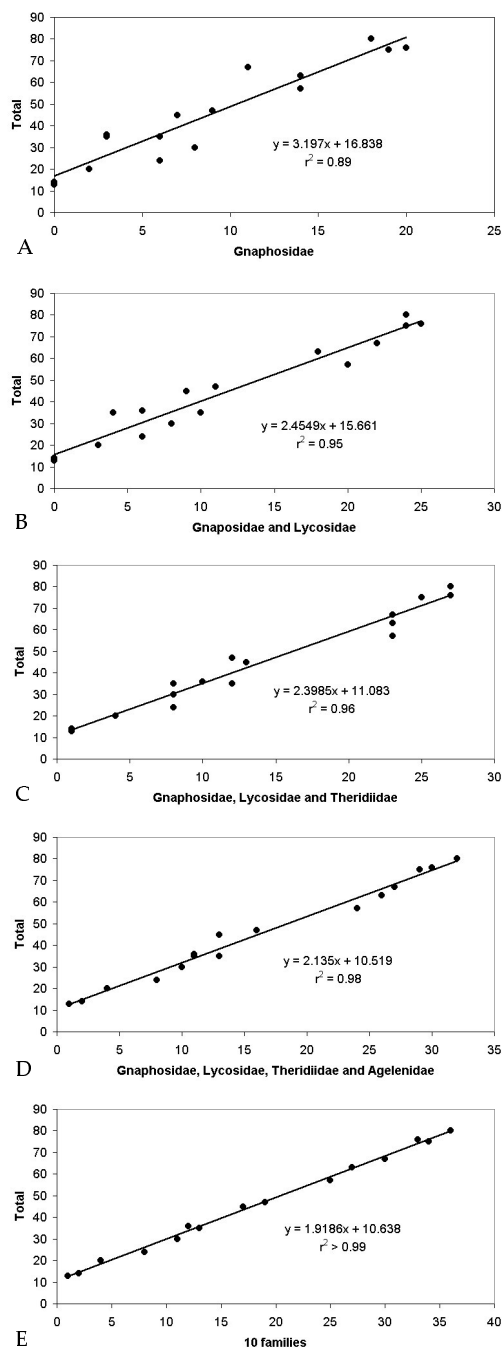 90
80
70
60
50
40
30
20
10
0
Total
y = 3.197x + 16.838
r² = 0.89
0 5 10 15 20 25
A
Gnaphosidae
90
80
70
60
50
40
30
20
10
0
Total
y = 2.4549x + 15.661
r² = 0.95
0 5 10 15 20 25 30
B
Gnaposidae and Lycosidae
90
80
70
60
50
40
30
20
10
0
Total
y = 2.3985x + 11.083
r² = 0.96
0 5 10 15 20 25 30
C
Gnaphosidae, Lycosidae and Theridiidae
90
80
70
60
50
40
30
20
10
0
Total
y = 2.135x + 10.519
r² = 0.98
0 5 10 15 20 25 30 35
D
Gnaphosidae, Lycosidae, Theridiidae and Agelenidae
90
80
70
60
50
40
30
20
10
0
Total
y = 1.9186x + 10.638
r² > 0.99
0 5 10 15 20 25 30 35 40
E
10 families